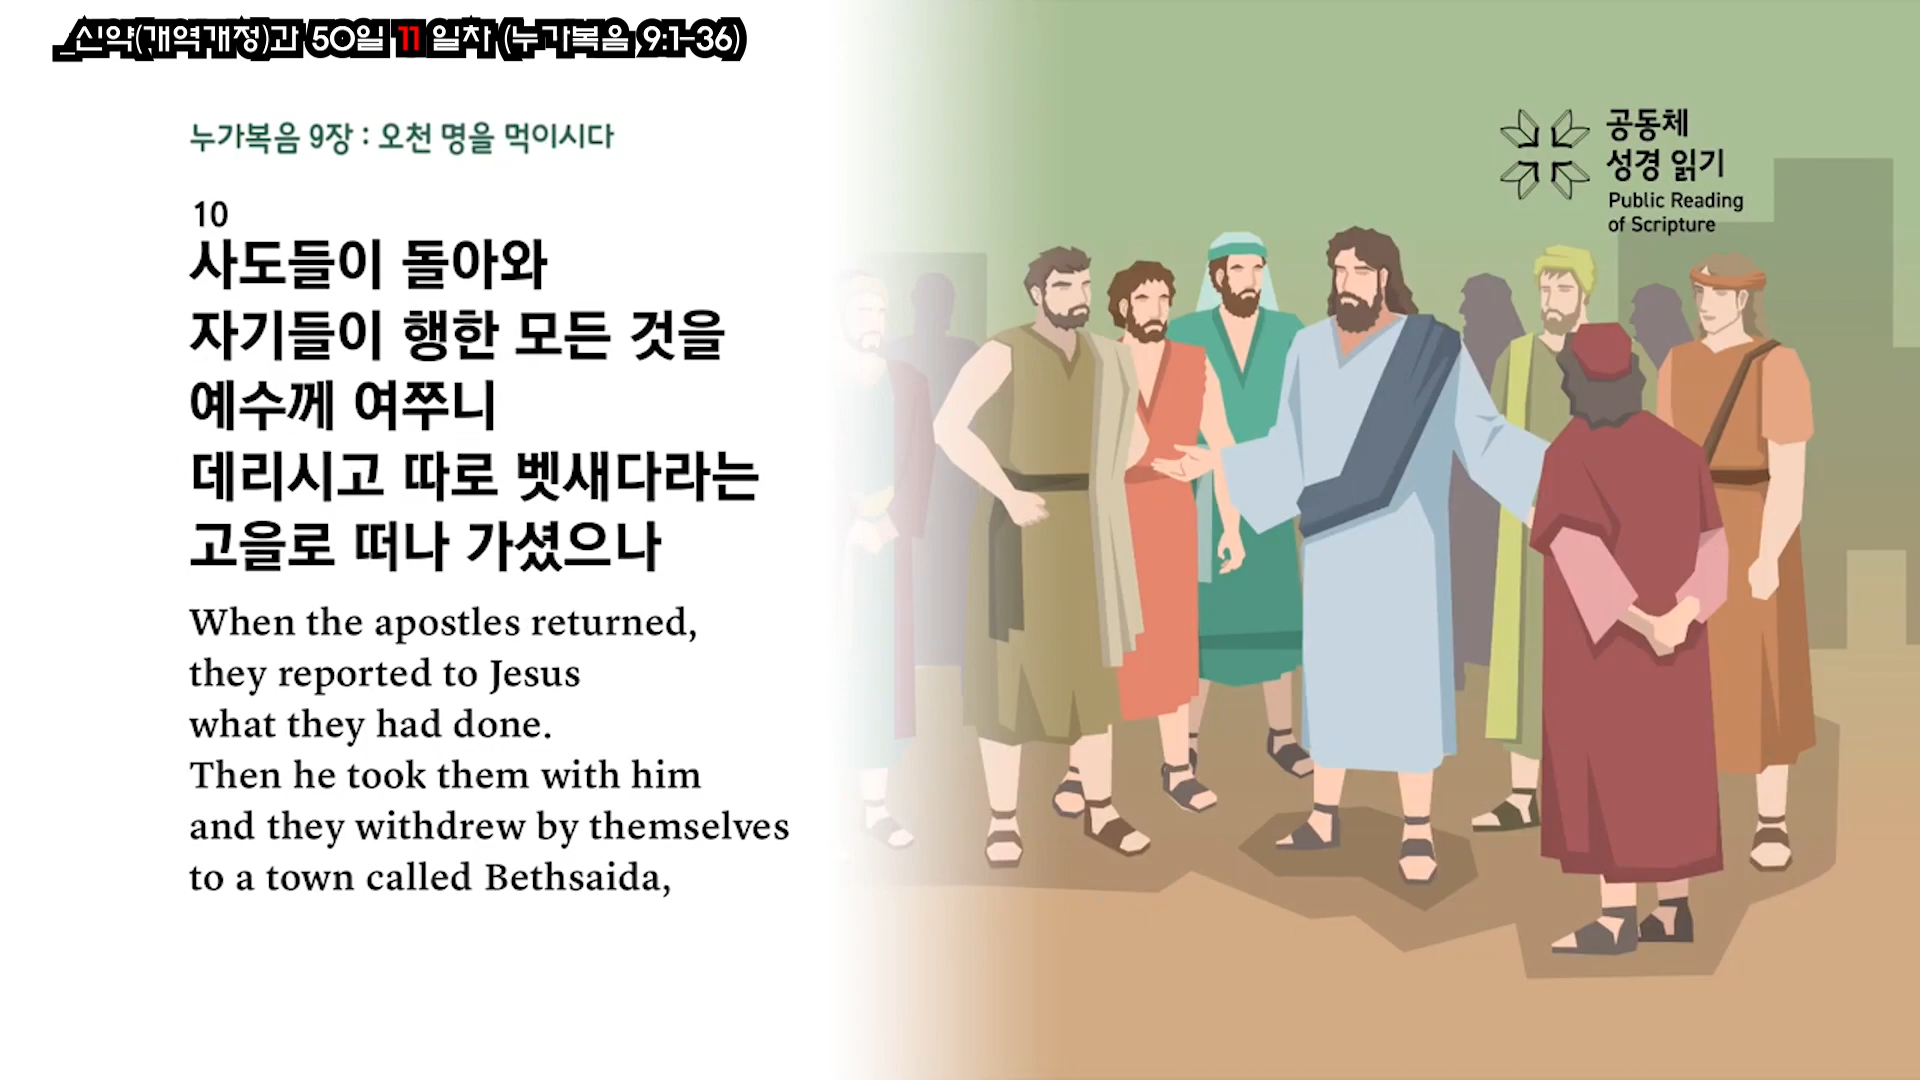 _신약(개역개정)과 50일 11 일차 (누가복음 9:1-36)
누가복음 9장 : 오천 명을 먹이시다
10
사도들이 돌아와
자기들이 행한 모든 것을
예수께 여쭈니
데리시고 따로 벳새다라는
고을로 떠나 가셨으나
When the apostles returned,
they reported to Jesus
what they had done.
Then he took them with him
and they withdrew by themselves
to a town called Bethsaida,
공동체
성경 읽기
Public Reading
of Scripture